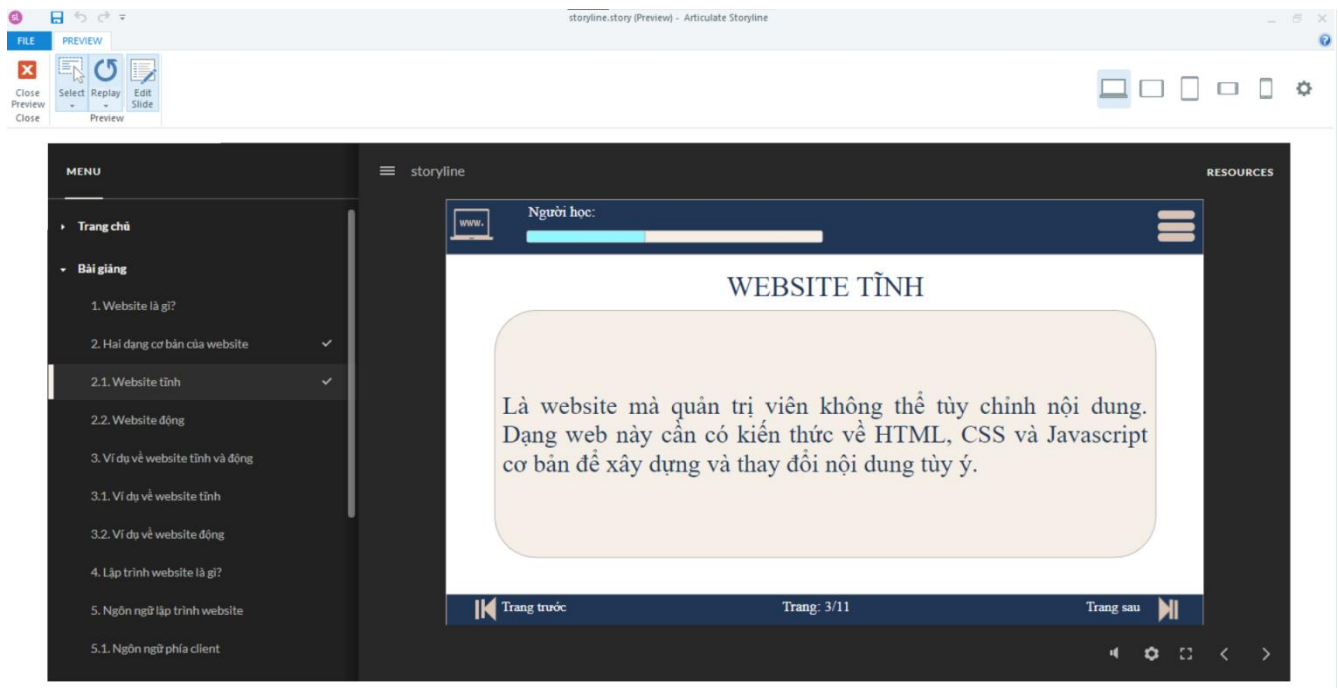 storyline.story (Preview) - Articulate Storyline
FILE
PREVIEW
Close Preview
Select
Replay
Edit Slide
Close
Preview
MENU
storyline
RESOURCES
Trang chủ
Bài giảng
1. Website là gì?
2. Hai dạng cơ bản của website
2.1. Website tĩnh
2.2. Website động
3. Ví dụ về website tĩnh và động
3.1. Ví dụ về website tĩnh
3.2. Ví dụ về website động
4. Lập trình website là gì?
5. Ngôn ngữ lập trình website
5.1. Ngôn ngữ phía client
www.
Người học:
WEBSITE TĨNH
Là website mà quản trị viên không thể tùy chỉnh nội dung.
Dạng web này cần có kiến thức về HTML, CSS và Javascript
cơ bản để xây dựng và thay đổi nội dung tùy ý.
Trang trước
Trang: 3/11
Trang sau